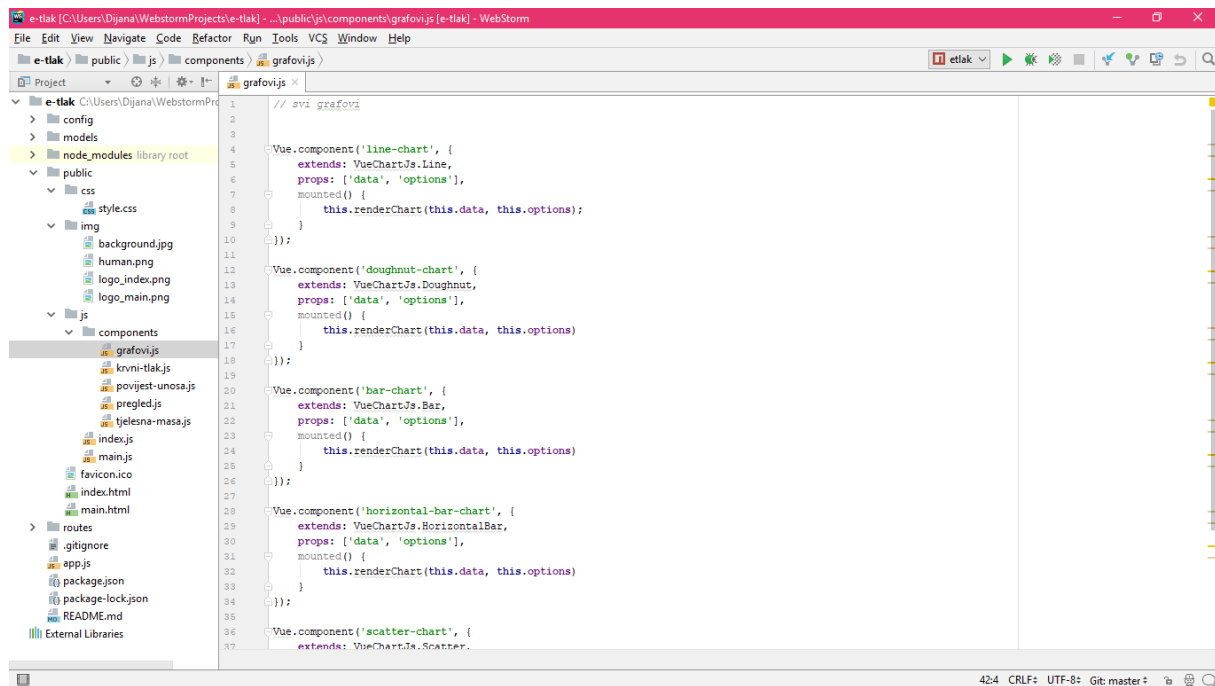 e-tlak [C:\Users\Dijana\WebstormProjects\e-tlak] - ...\public\js\components\grafovi.js [e-tlak] - WebStorm
File Edit View Navigate Code Refactor Run Tools VCS Window Help
e-tlak public js components grafovi.js
etlak
Project
grafovi.js
e-tlak C:\Users\Dijana\WebstormPro
config
models
node_modules library root
public
css
style.css
img
background.jpg
human.png
logo_index.png
logo_main.png
js
components
grafovi.js
krvni-tlak.js
povijest-unosa.js
pregled.js
tjelesna-masa.js
index.js
main.js
favicon.ico
index.html
main.html
routes
.gitignore
app.js
package.json
package-lock.json
README.md
External Libraries
1 // svi grafovi
2
3
4 Vue.component('line-chart', {
5 extends: VueChartJs.Line,
6 props: ['data', 'options'],
7 mounted() {
8 this.renderChart(this.data, this.options);
9 }
10 });
11
12 Vue.component('doughnut-chart', {
13 extends: VueChartJs.Doughnut,
14 props: ['data', 'options'],
15 mounted() {
16 this.renderChart(this.data, this.options)
17 }
18 });
19
20 Vue.component('bar-chart', {
21 extends: VueChartJs.Bar,
22 props: ['data', 'options'],
23 mounted() {
24 this.renderChart(this.data, this.options)
25 }
26 });
27
28 Vue.component('horizontal-bar-chart', {
29 extends: VueChartJs.HorizontalBar,
30 props: ['data', 'options'],
31 mounted() {
32 this.renderChart(this.data, this.options)
33 }
34 });
35
36 Vue.component('scatter-chart', {
37 extends: VueChartJs.Scatter,
42:4 CRLF UTF-8 Git: master